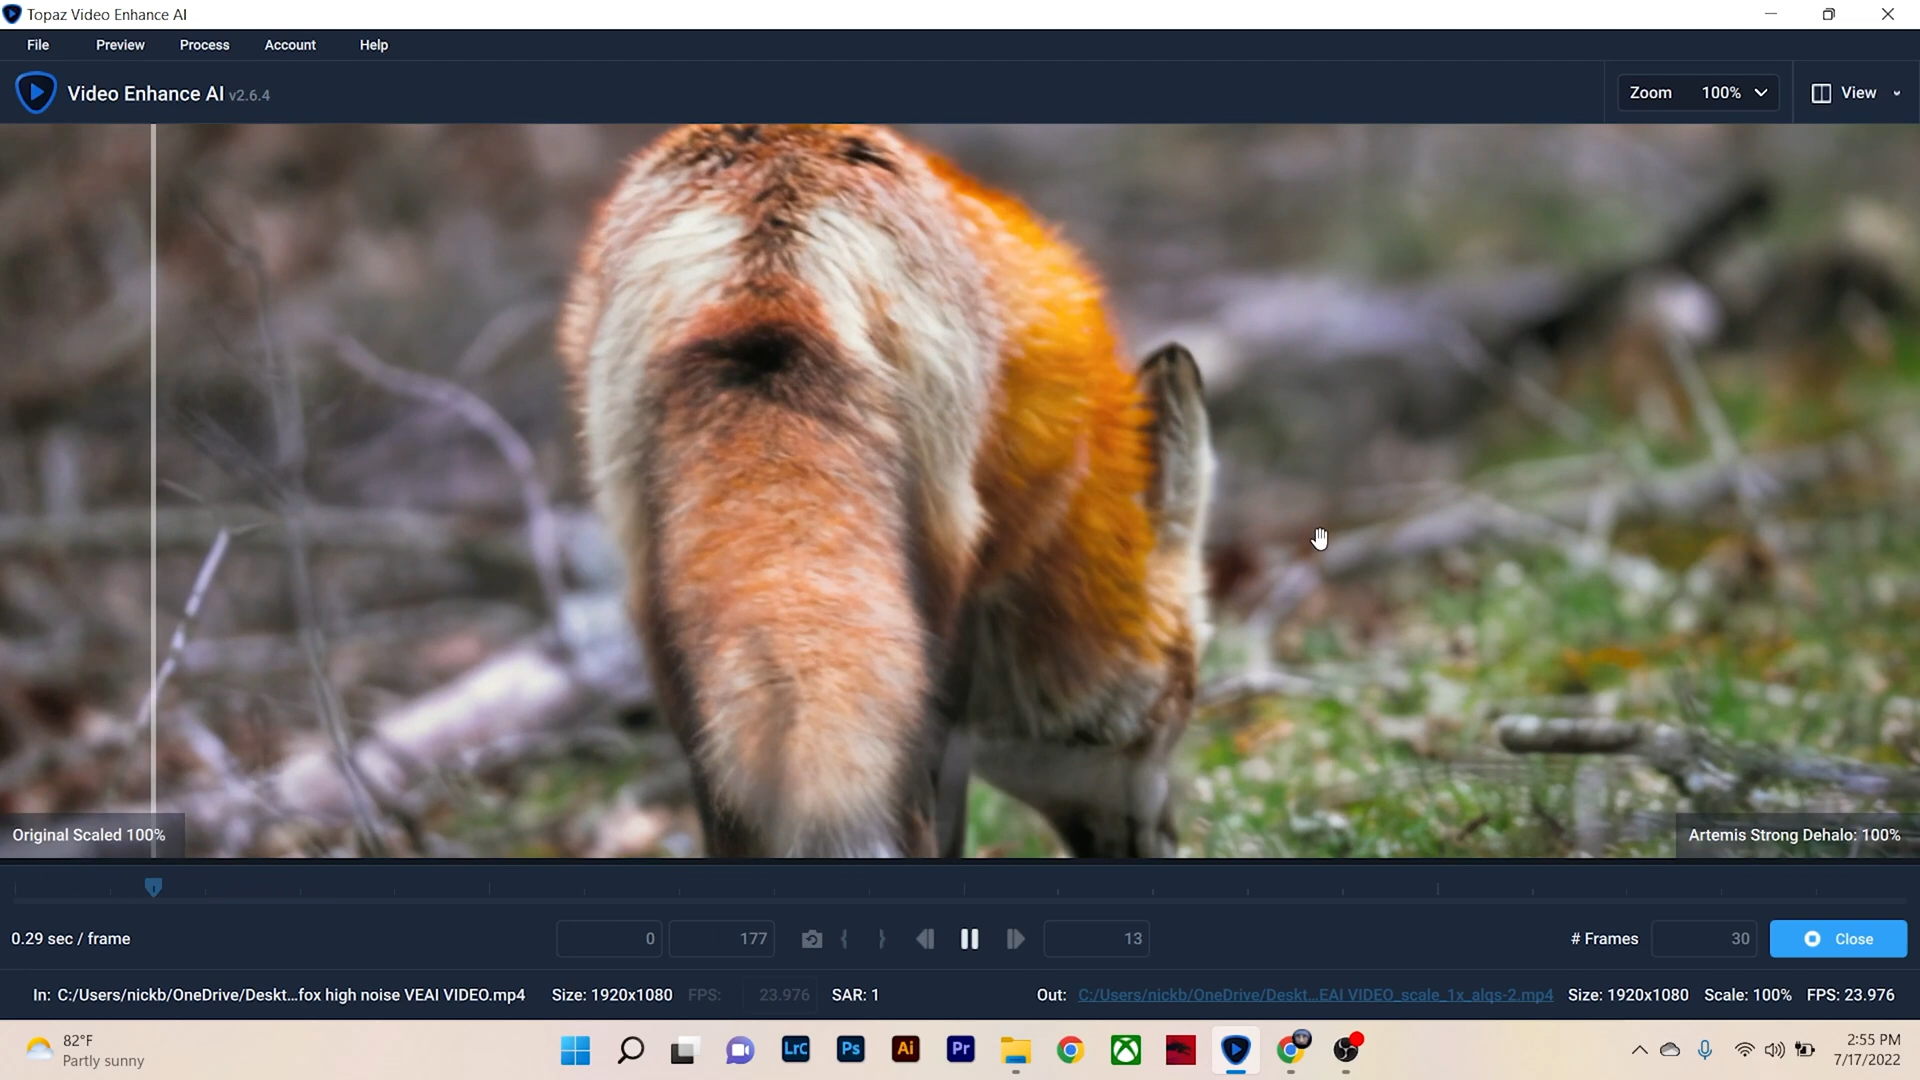 Topaz Video Enhance AI
File Preview Process Account Help
Video Enhance AI v2.6.4
Zoom 100%
View
Original Scaled 100%
Artemis Strong Dehalo: 100%
0.29 sec / frame
0
177
13
# Frames 30
Close
In: C:/Users/nickb/OneDrive/Deskt...fox high noise VEAI VIDEO.mp4 Size: 1920x1080 FPS: 23.976 SAR: 1
Out: C:/Users/nickb/OneDrive/Deskt...EAI VIDEO_scale_1x_alqs-2.mp4 Size: 1920x1080 Scale: 100% FPS: 23.976
82°F
Partly sunny
LrC
Ps
Ai
Pr
2:55 PM
7/17/2022